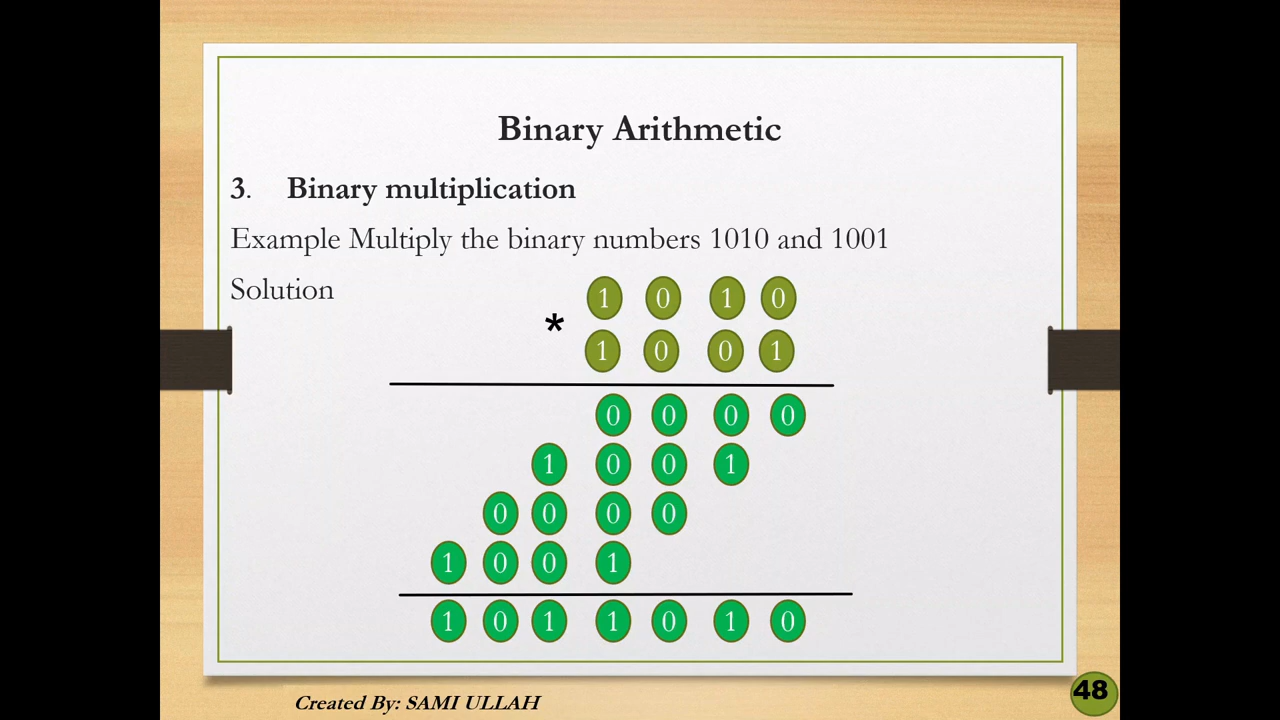 Binary Arithmetic
3. Binary multiplication
Example Multiply the binary numbers 1010 and 1001
Solution
1 0 1 0
*
1 0 0 1
0 0 0 0
1 0 0 1
0 0 0 0
1 0 0 1
1 0 1 1 0 1 0
Created By: SAMI ULLAH
48